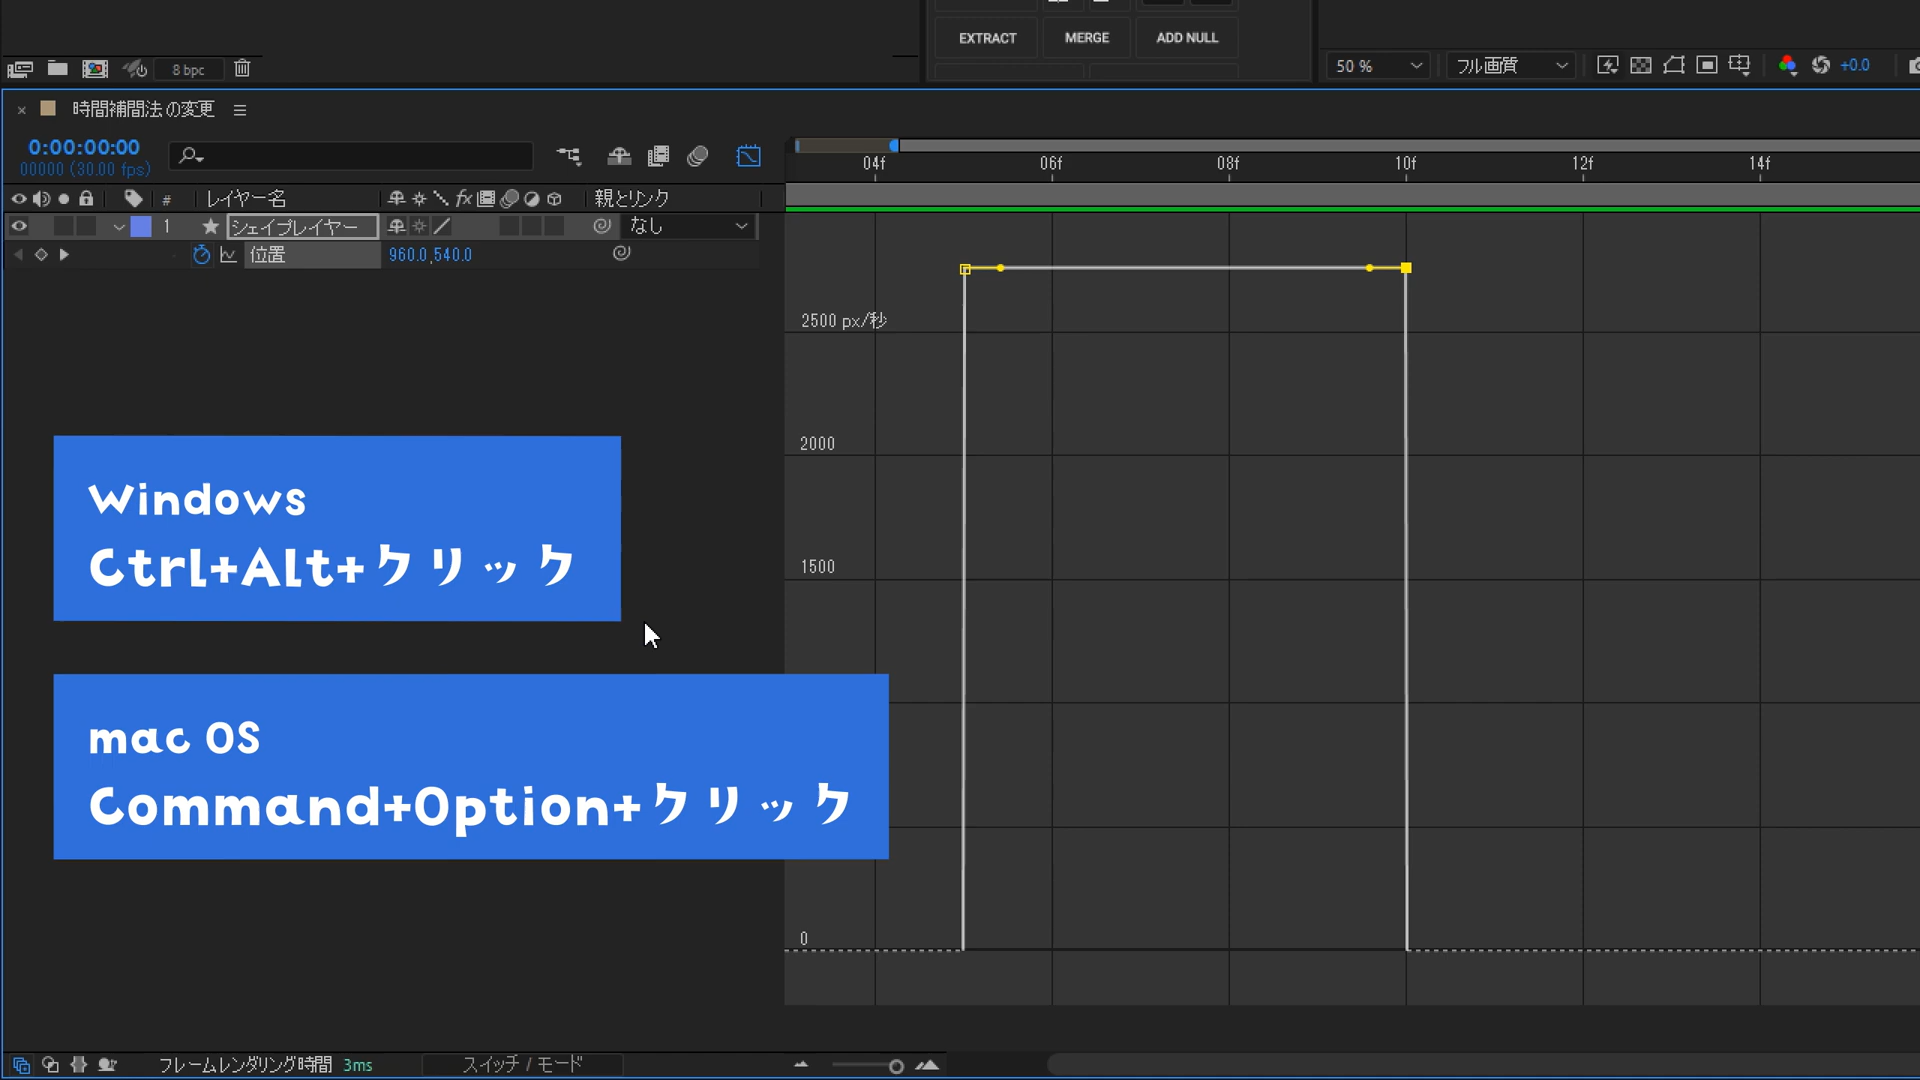 EXTRACT MERGE ADD NULL
8 bpc
50 % フル画質 +0.0
時間補間法の変更
0:00:00:00
00000 (30.00 fps)
04f 06f 08f 10f 12f 14f
# レイヤー名 fx 親とリンク
1 シェイプレイヤー なし
位置 960.0,540.0
2500 px/秒
2000
1500
0
Windows
Ctrl+Alt+クリック
mac OS
Command+Option+クリック
フレームレンダリング時間 3ms スイッチ / モード